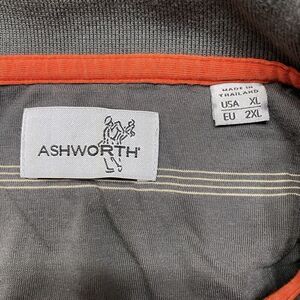 ASHWORTH
MADE IN
THAILAND
USA XL
EU 2XL